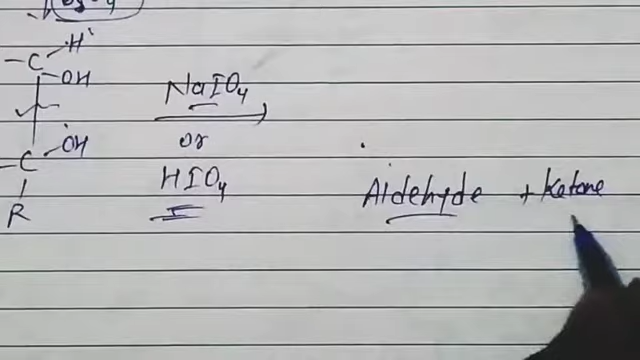 -C-H
-OH
NaIO4
or
-C-OH
HIO4
Aldehyde + Ketone
R